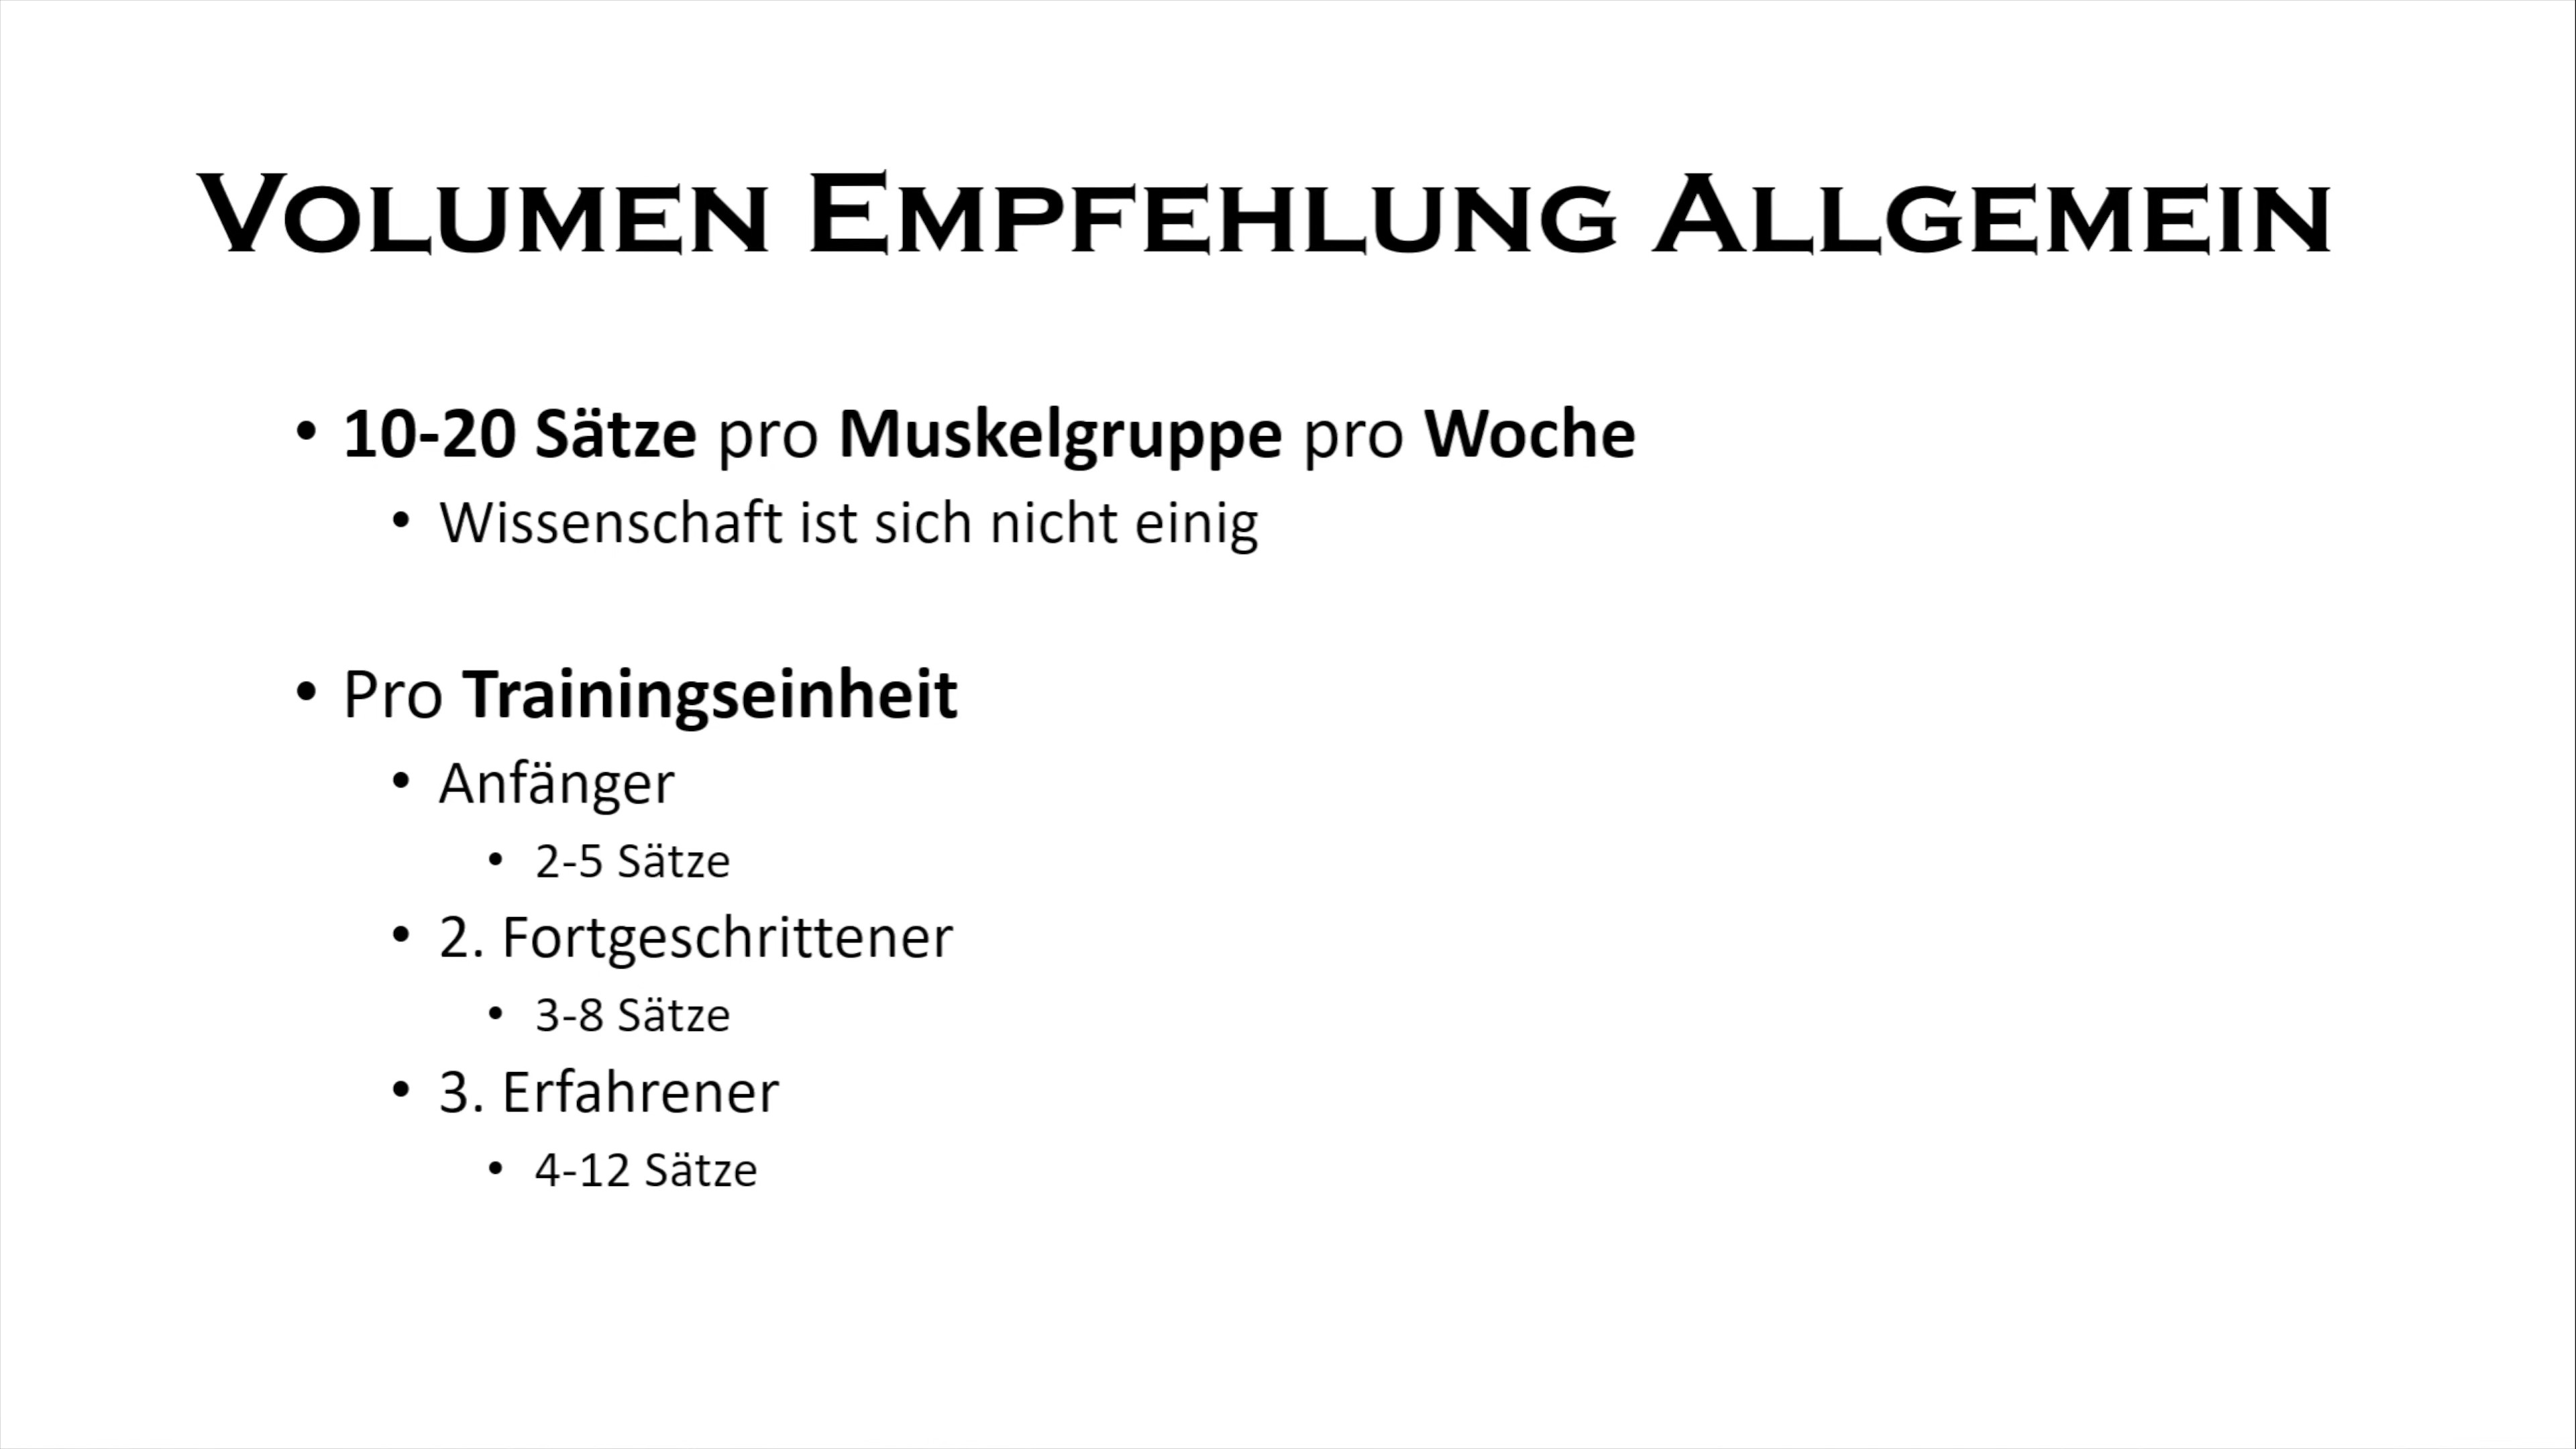 Volumen Empfehlung Allgemein
• 10-20 Sätze pro Muskelgruppe pro Woche
• Wissenschaft ist sich nicht einig
• Pro Trainingseinheit
• Anfänger
• 2-5 Sätze
• 2. Fortgeschrittener
• 3-8 Sätze
• 3. Erfahrener
• 4-12 Sätze